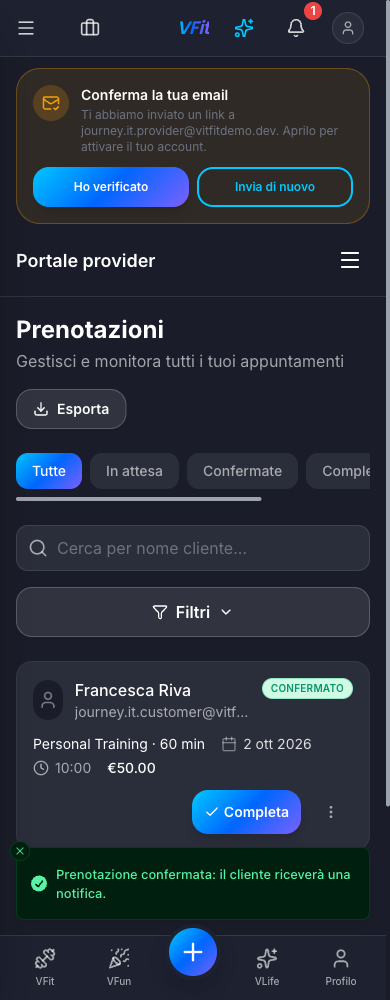 VFit
1
Conferma la tua email
Ti abbiamo inviato un link a
journey.it.provider@vitfitdemo.dev. Aprilo per
attivare il tuo account.
Ho verificato
Invia di nuovo
Portale provider
Prenotazioni
Gestisci e monitora tutti i tuoi appuntamenti
Esporta
Tutte
In attesa
Confermate
Comple
Cerca per nome cliente...
Filtri
Francesca Riva
CONFERMATO
journey.it.customer@vitf...
Personal Training · 60 min
2 ott 2026
10:00
€50.00
Completa
Prenotazione confermata: il cliente riceverà una
notifica.
VFit
VFun
VLife
Profilo